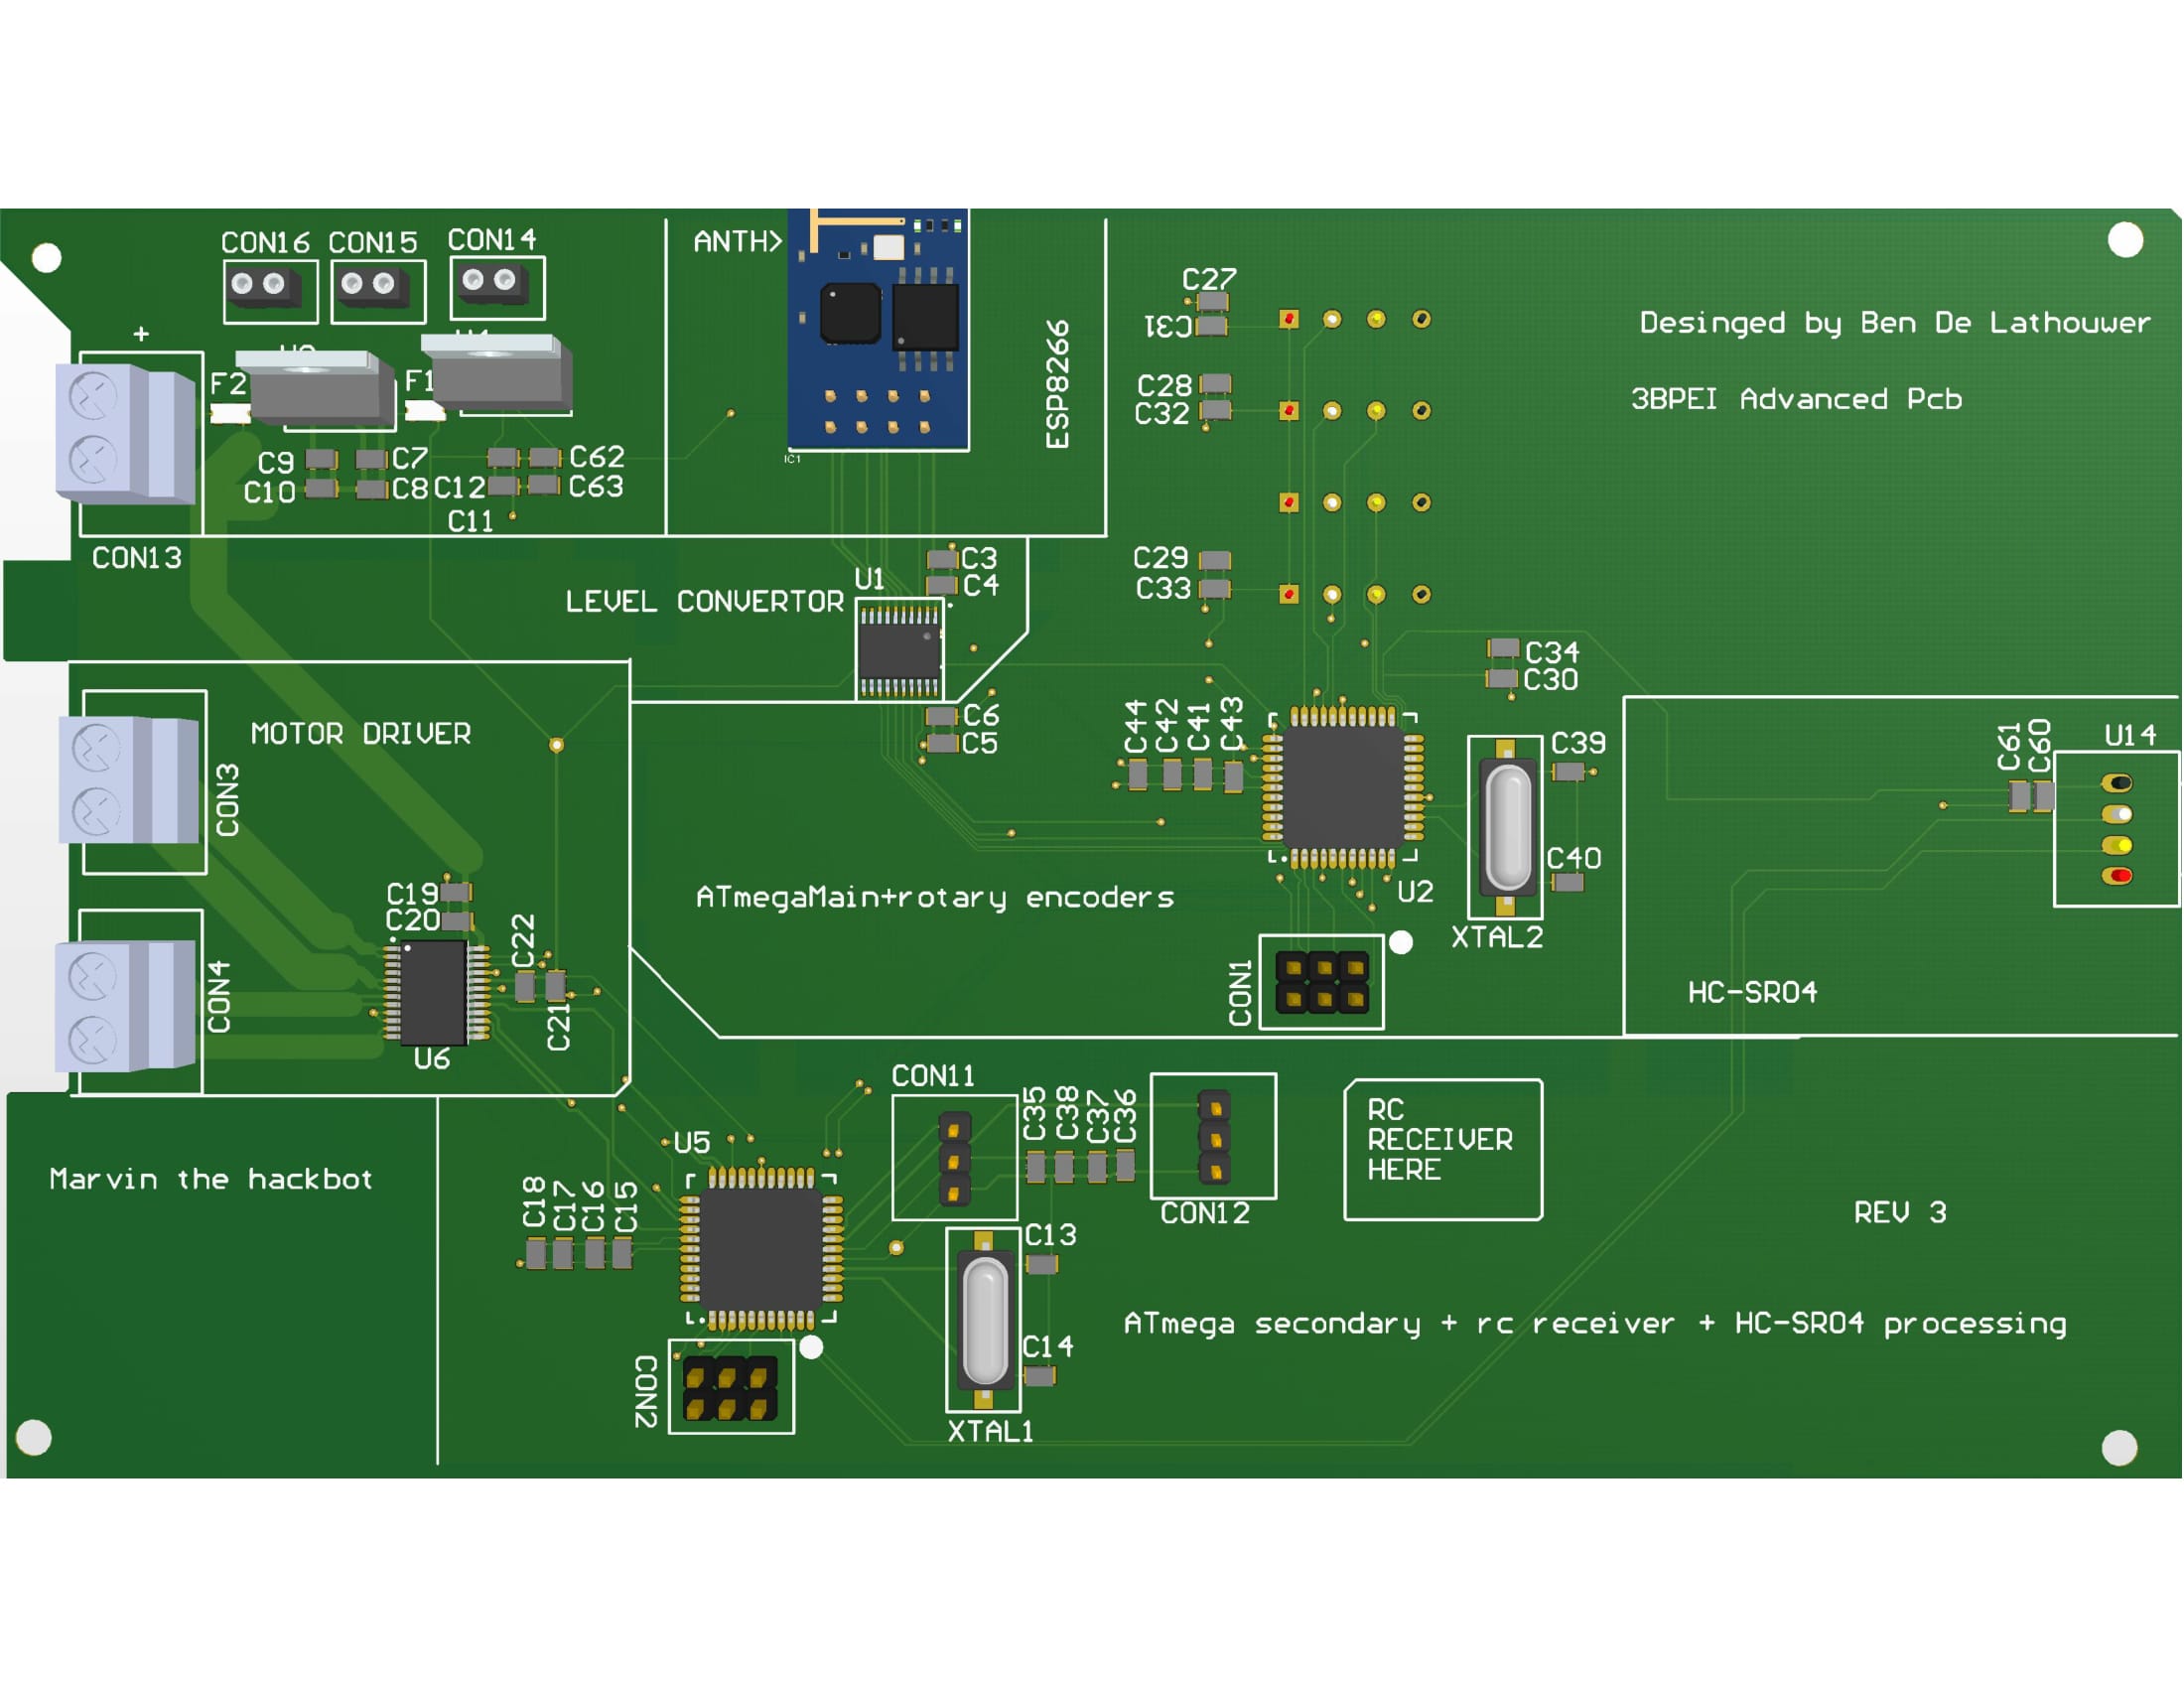 CON16 CON15 CON14
ANTH>
+
F2
F1
ESP8266
IC1
C9
C7
C10
C8
C12
C62
C63
C11
CON13
C27
C31
C28
C32
C29
C33
Desinged by Ben De Lathouwer
3BPEI Advanced Pcb
C3
C4
U1
LEVEL CONVERTOR
C6
C5
C34
C30
MOTOR DRIVER
CON3
C44
C42
C41
C43
C39
C40
U2
XTAL2
C61
C60
U14
ATmegaMain+rotary encoders
C19
C20
C22
C21
CON4
U6
CON1
HC-SR04
CON11
C35
C38
C37
C36
CON12
RC
RECEIVER
HERE
Marvin the hackbot
U5
C18
C17
C16
C15
REV 3
C13
C14
ATmega secondary + rc receiver + HC-SR04 processing
CON2
XTAL1